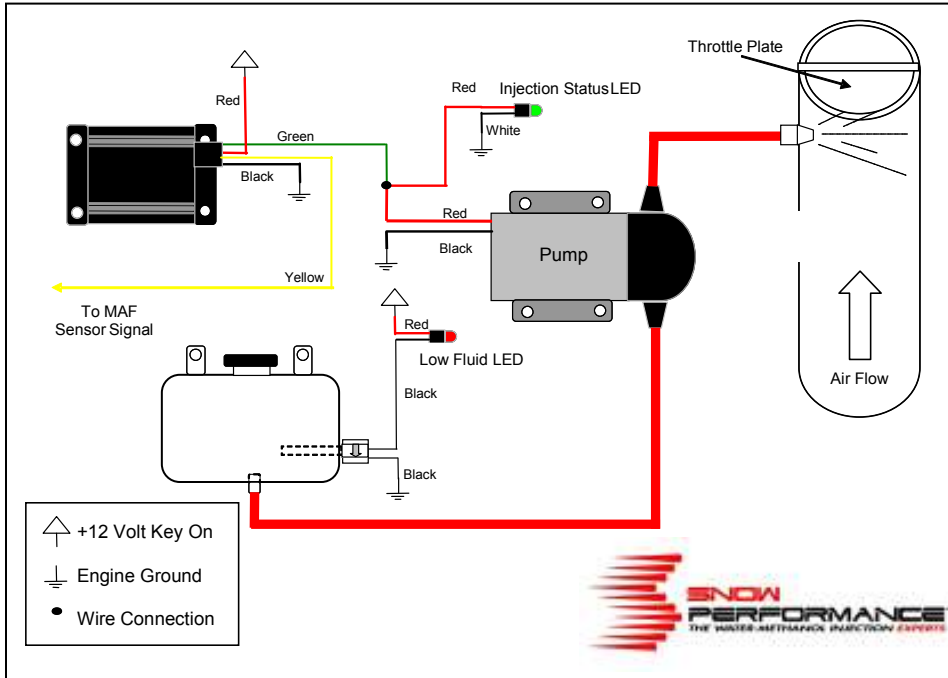 Throttle Plate
Red
Injection StatusLED
Red
Green
White
Black
Red
Black
Pump
Yellow
To MAF
Sensor Signal
Red
Low Fluid LED
Air Flow
Black
Black
+12 Volt Key On
Engine Ground
Wire Connection
SNOW
PERFORMANCE
THE WATER-METHANOL INJECTION EXPERTS